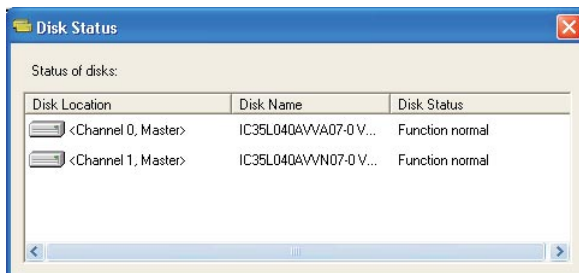 Disk Status
Status of disks:
Disk Location Disk Name Disk Status
<Channel 0, Master> IC35L040AVVA07-0 V... Function normal
<Channel 1, Master> IC35L040AVVN07-0 V... Function normal